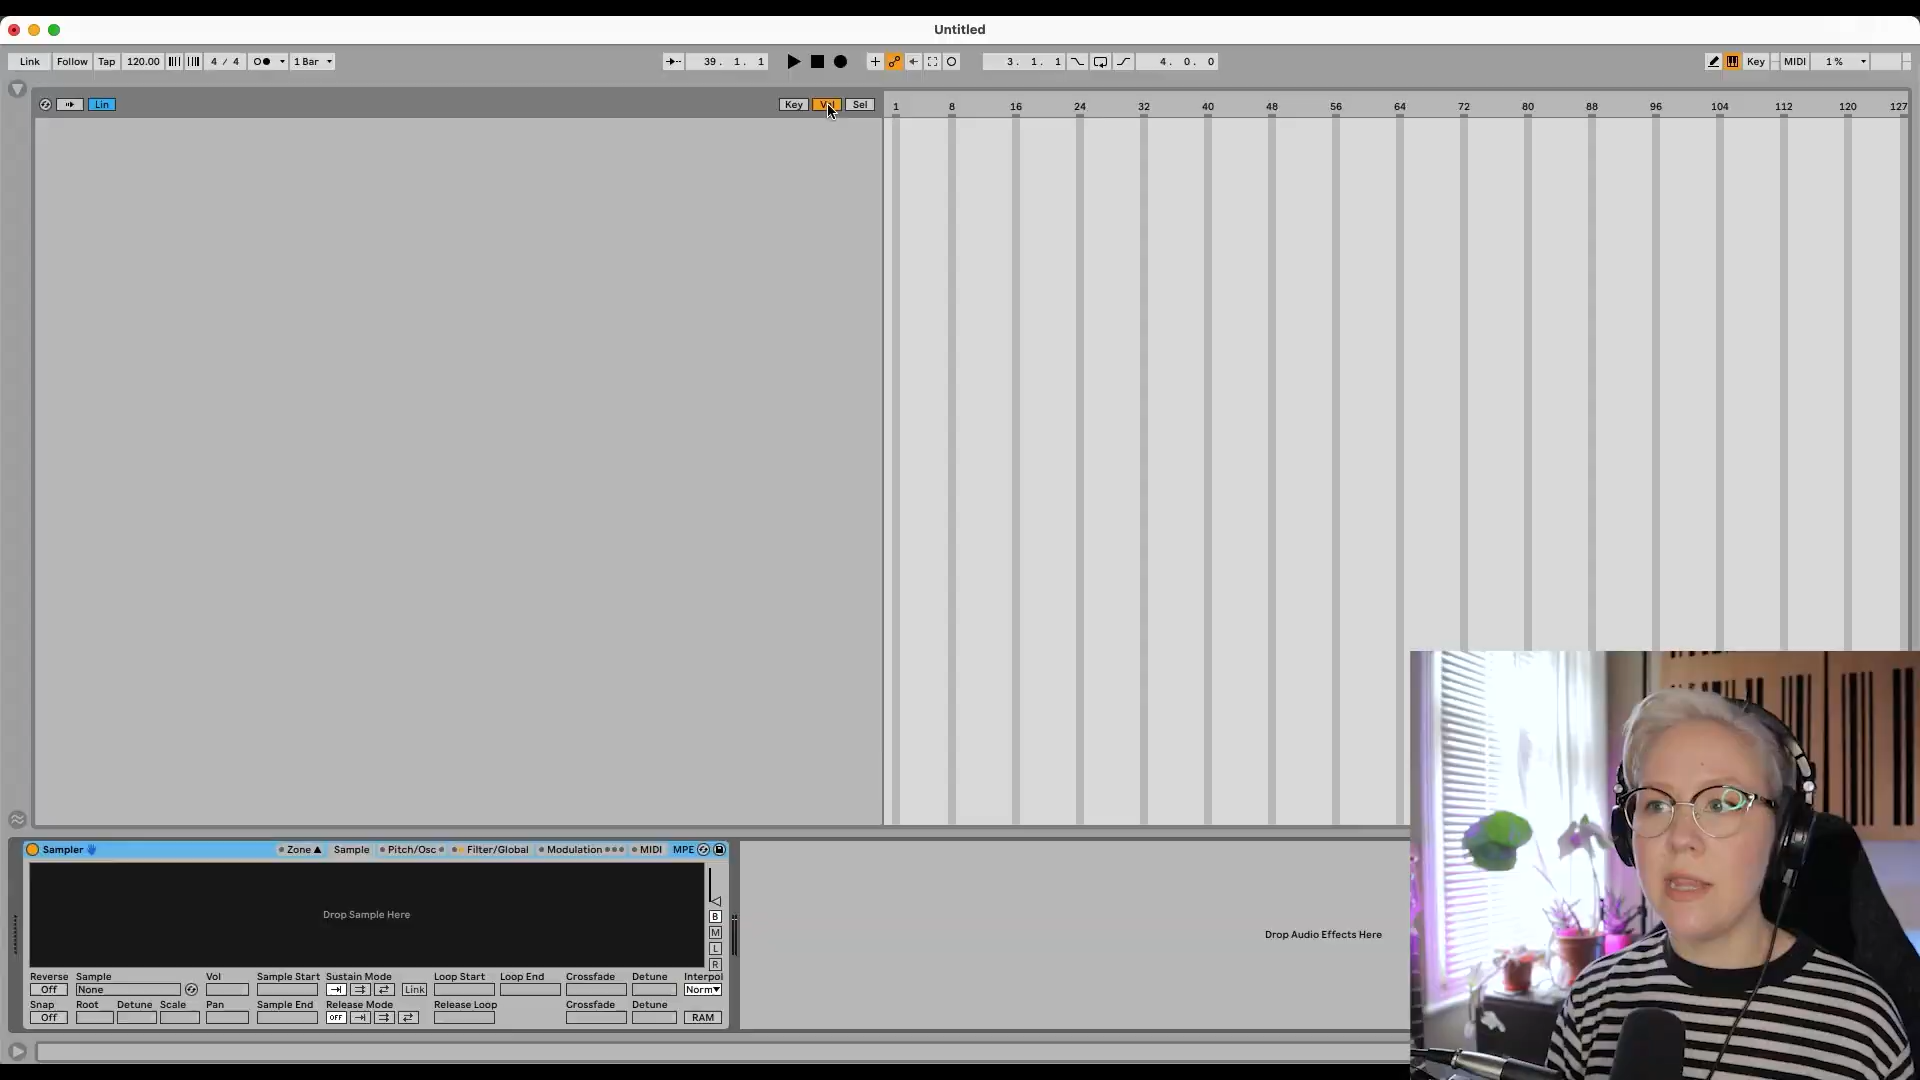 Untitled
Link Follow Tap 120.00 4 / 4 1 Bar 39. 1. 1 3. 1. 1 4. 0. 0 Key MIDI 1 %
Lin Key Sel 1 8 16 24 32 40 48 56 64 72 80 88 96 104 112 120 127
Sampler Zone Sample Pitch/Osc Filter/Global Modulation MIDI MPE
Drop Sample Here
B
M
L
R
Drop Audio Effects Here
Reverse Sample Vol Sample Start Sustain Mode Loop Start Loop End Crossfade Detune Interpol
Off None Link Norm
Snap Root Detune Scale Pan Sample End Release Mode Release Loop Crossfade Detune
Off OFF RAM